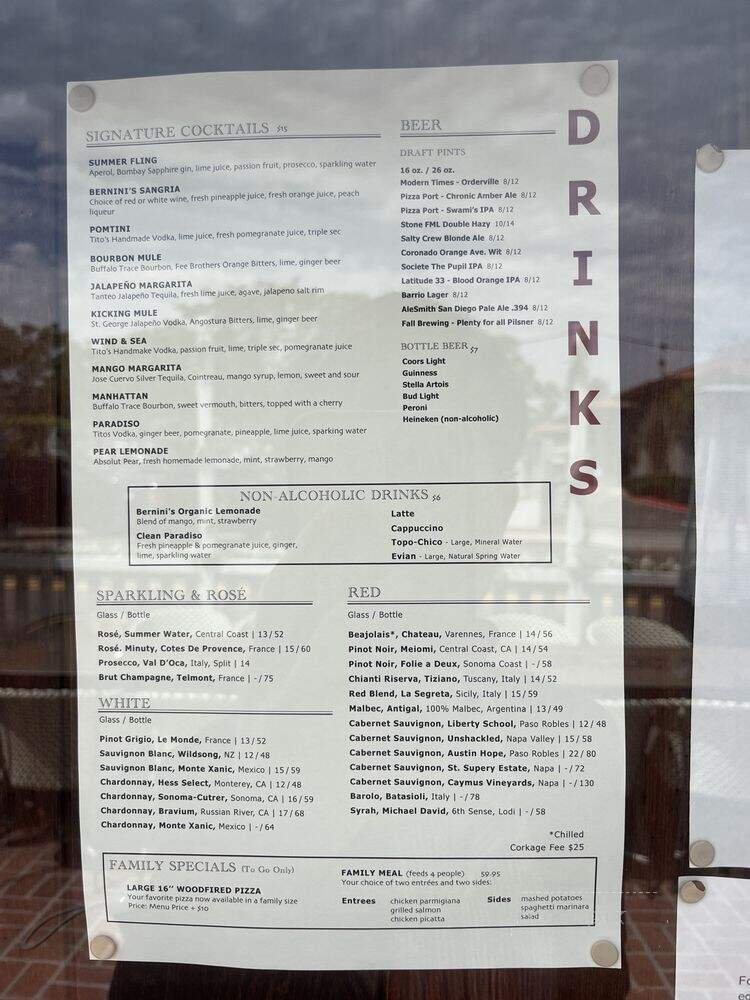 DRINKS
SIGNATURE COCKTAILS $15
SUMMER FLING
Aperol, Bombay Sapphire gin, lime juice, passion fruit, prosecco, sparkling water
BERNINI'S SANGRIA
Choice of red or white wine, fresh pineapple juice, fresh orange juice, peach
liqueur
POMTINI
Tito's Handmade Vodka, lime juice, fresh pomegranate juice, triple sec
BOURBON MULE
Buffalo Trace Bourbon, Fee Brothers Orange Bitters, lime, ginger beer
JALAPEÑO MARGARITA
Tanteo Jalapeño Tequila, fresh lime juice, agave, jalapeno salt rim
KICKING MULE
St. George Jalapeño Vodka, Angostura Bitters, lime, ginger beer
WIND & SEA
Tito's Handmake Vodka, passion fruit, lime, triple sec, pomegranate juice
MANGO MARGARITA
Jose Cuervo Silver Tequila, Cointreau, mango syrup, lemon, sweet and sour
MANHATTAN
Buffalo Trace Bourbon, sweet vermouth, bitters, topped with a cherry
PARADISO
Titos Vodka, ginger beer, pomegranate, pineapple, lime juice, sparkling water
PEAR LEMONADE
Absolut Pear, fresh homemade lemonade, mint, strawberry, mango
BEER
DRAFT PINTS
16 oz. / 26 oz.
Modern Times - Orderville 8/12
Pizza Port - Chronic Amber Ale 8/12
Pizza Port - Swami's IPA 8/12
Stone FML Double Hazy 10/14
Salty Crew Blonde Ale 8/12
Coronado Orange Ave. Wit 8/12
Societe The Pupil IPA 8/12
Latitude 33 - Blood Orange IPA 8/12
Barrio Lager 8/12
AleSmith San Diego Pale Ale .394 8/12
Fall Brewing - Plenty for all Pilsner 8/12
BOTTLE BEER $7
Coors Light
Guinness
Stella Artois
Bud Light
Peroni
Heineken (non-alcoholic)
NON-ALCOHOLIC DRINKS $6
Bernini's Organic Lemonade
Blend of mango, mint, strawberry
Clean Paradiso
Fresh pineapple & pomegranate juice, ginger,
lime, sparkling water
Latte
Cappuccino
Topo-Chico - Large, Mineral Water
Evian - Large, Natural Spring Water
SPARKLING & ROSÉ
Glass / Bottle
Rosé, Summer Water, Central Coast | 13/52
Rosé. Minuty, Cotes De Provence, France | 15/60
Prosecco, Val D'Oca, Italy, Split | 14
Brut Champagne, Telmont, France | -/75
WHITE
Glass / Bottle
Pinot Grigio, Le Monde, France | 13/52
Sauvignon Blanc, Wildsong, NZ | 12/48
Sauvignon Blanc, Monte Xanic, Mexico | 15/59
Chardonnay, Hess Select, Monterey, CA | 12/48
Chardonnay, Sonoma-Cutrer, Sonoma, CA | 16/59
Chardonnay, Bravium, Russian River, CA | 17/68
Chardonnay, Monte Xanic, Mexico | -/64
RED
Glass / Bottle
Beajolais*, Chateau, Varennes, France | 14/56
Pinot Noir, Meiomi, Central Coast, CA | 14/54
Pinot Noir, Folie a Deux, Sonoma Coast | -/58
Chianti Riserva, Tiziano, Tuscany, Italy | 14/52
Red Blend, La Segreta, Sicily, Italy | 15/59
Malbec, Antigal, 100% Malbec, Argentina | 13/49
Cabernet Sauvignon, Liberty School, Paso Robles | 12/48
Cabernet Sauvignon, Unshackled, Napa Valley | 15/58
Cabernet Sauvignon, Austin Hope, Paso Robles | 22/80
Cabernet Sauvignon, St. Supery Estate, Napa | -/72
Cabernet Sauvignon, Caymus Vineyards, Napa | -/130
Barolo, Batasioli, Italy | -/78
Syrah, Michael David, 6th Sense, Lodi | -/58
*Chilled
Corkage Fee $25
FAMILY SPECIALS (To Go Only)
LARGE 16" WOODFIRED PIZZA
Your favorite pizza now available in a family size
Price: Menu Price + $10
FAMILY MEAL (feeds 4 people) 59.95
Your choice of two entrées and two sides:
Entrees chicken parmigiana
grilled salmon
chicken picatta
Sides mashed potatoes
spaghetti marinara
salad